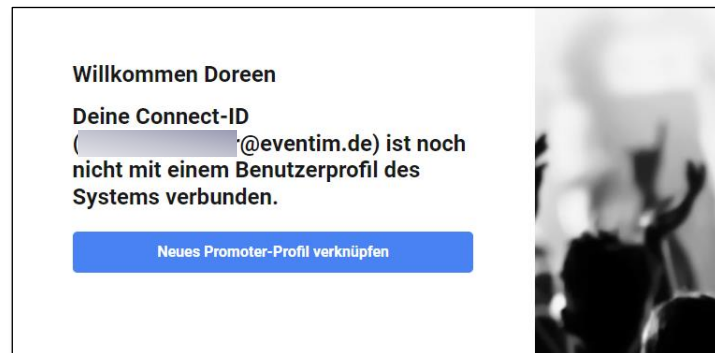 Willkommen Doreen
Deine Connect-ID
( @eventim.de) ist noch
nicht mit einem Benutzerprofil des
Systems verbunden.
Neues Promoter-Profil verknüpfen